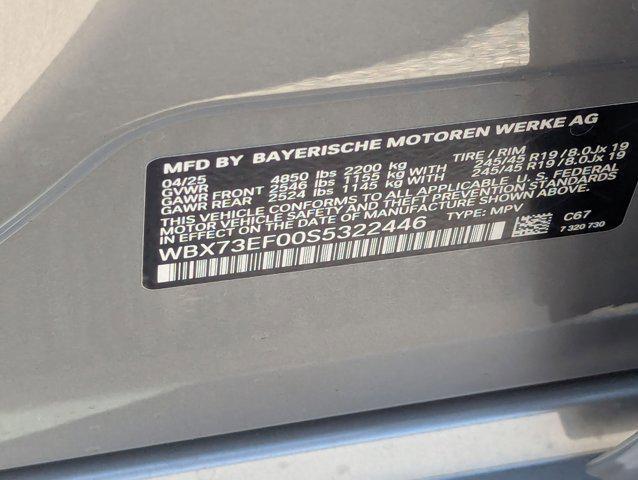 MFD BY BAYERISCHE MOTOREN WERKE AG
04/25 4850 lbs 2200 kg TIRE / RIM
GVWR 2546 lbs 1155 kg WITH 245/45 R19 /8.0Jx 19
GAWR FRONT 2524 lbs 1145 kg WITH 245/45 R19 /8.0Jx 19
GAWR REAR
THIS VEHICLE CONFORMS TO ALL APPLICABLE U. S. FEDERAL
MOTOR VEHICLE SAFETY AND THEFT PREVENTION STANDARDS
IN EFFECT ON THE DATE OF MANUFACTURE SHOWN ABOVE.
WBX73EF00S5322446 TYPE: MPV C67
7 320 730